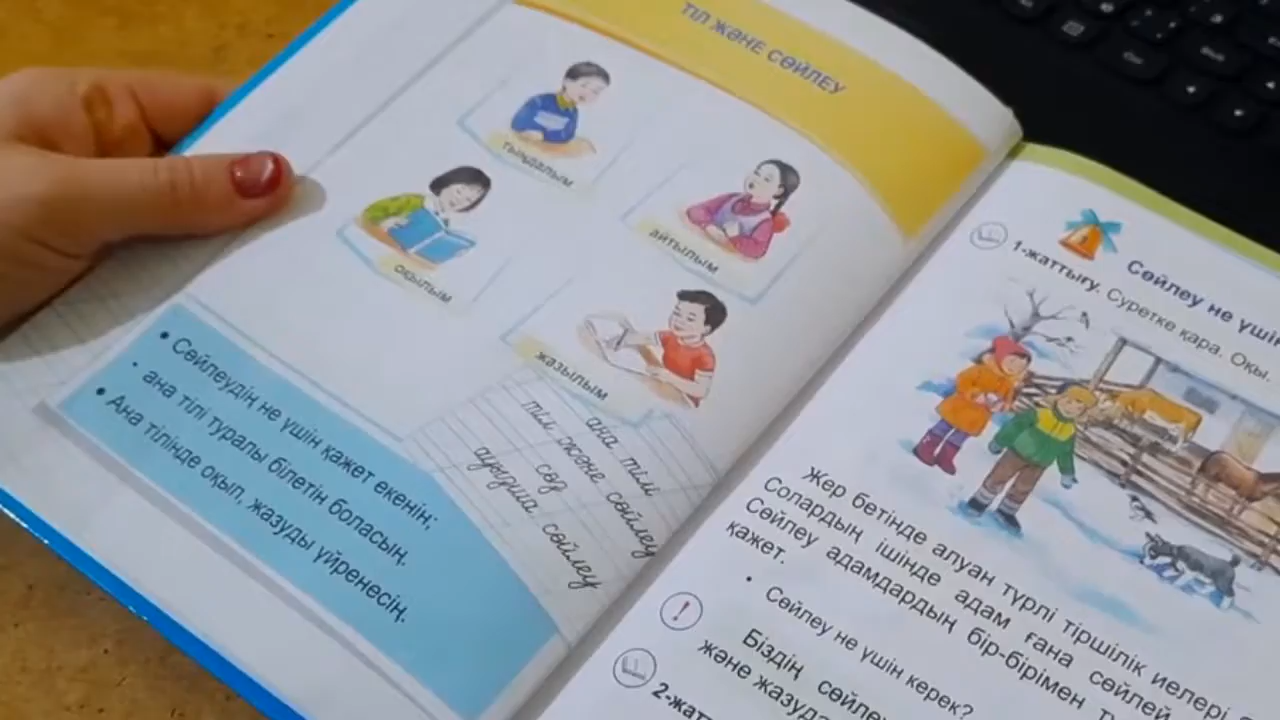 ТІЛ ЖӘНЕ СӨЙЛЕУ
тыңдалым
айтылым
оқылым
жазылым
• Сөйлеудің не үшін қажет екенін;
• ана тілі туралы білетін боласың.
• Ана тілінде оқып, жазуды үйренесің.
ана тілі
тіл және сөйлеу
сөз
ауызша сөйлеу
Сөйлеу не үшін
1-жаттығу. Суретке қара. Оқы.
Жер бетінде алуан түрлі тіршілік иелері
Солардың ішінде адам ғана сөйлей
Сөйлеу адамдардың бір-бірімен
қажет.
• Сөйлеу не үшін керек?
Біздің
және